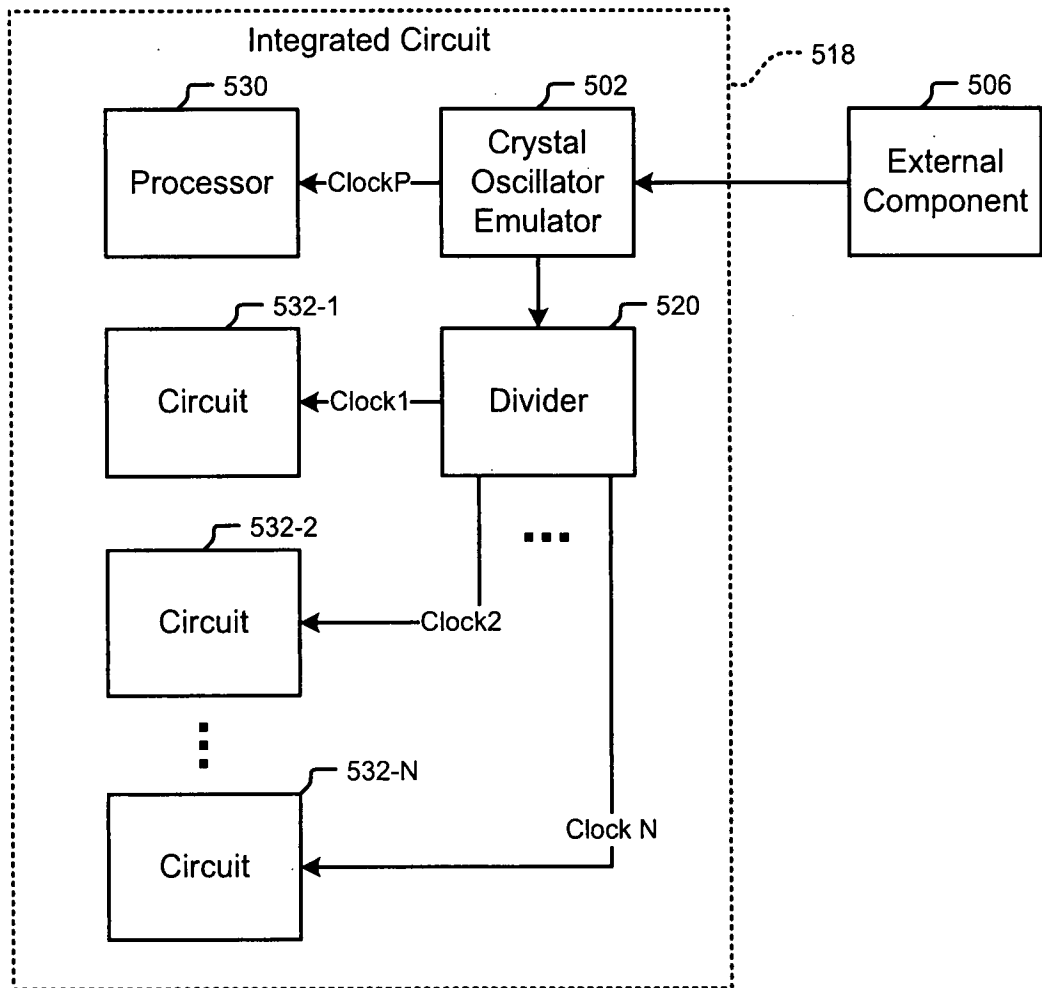 Integrated Circuit
518
530
502
506
Processor
ClockP
Crystal
Oscillator
Emulator
External
Component
532-1
520
Circuit
Clock1
Divider
532-2
Circuit
Clock2
532-N
Circuit
Clock N